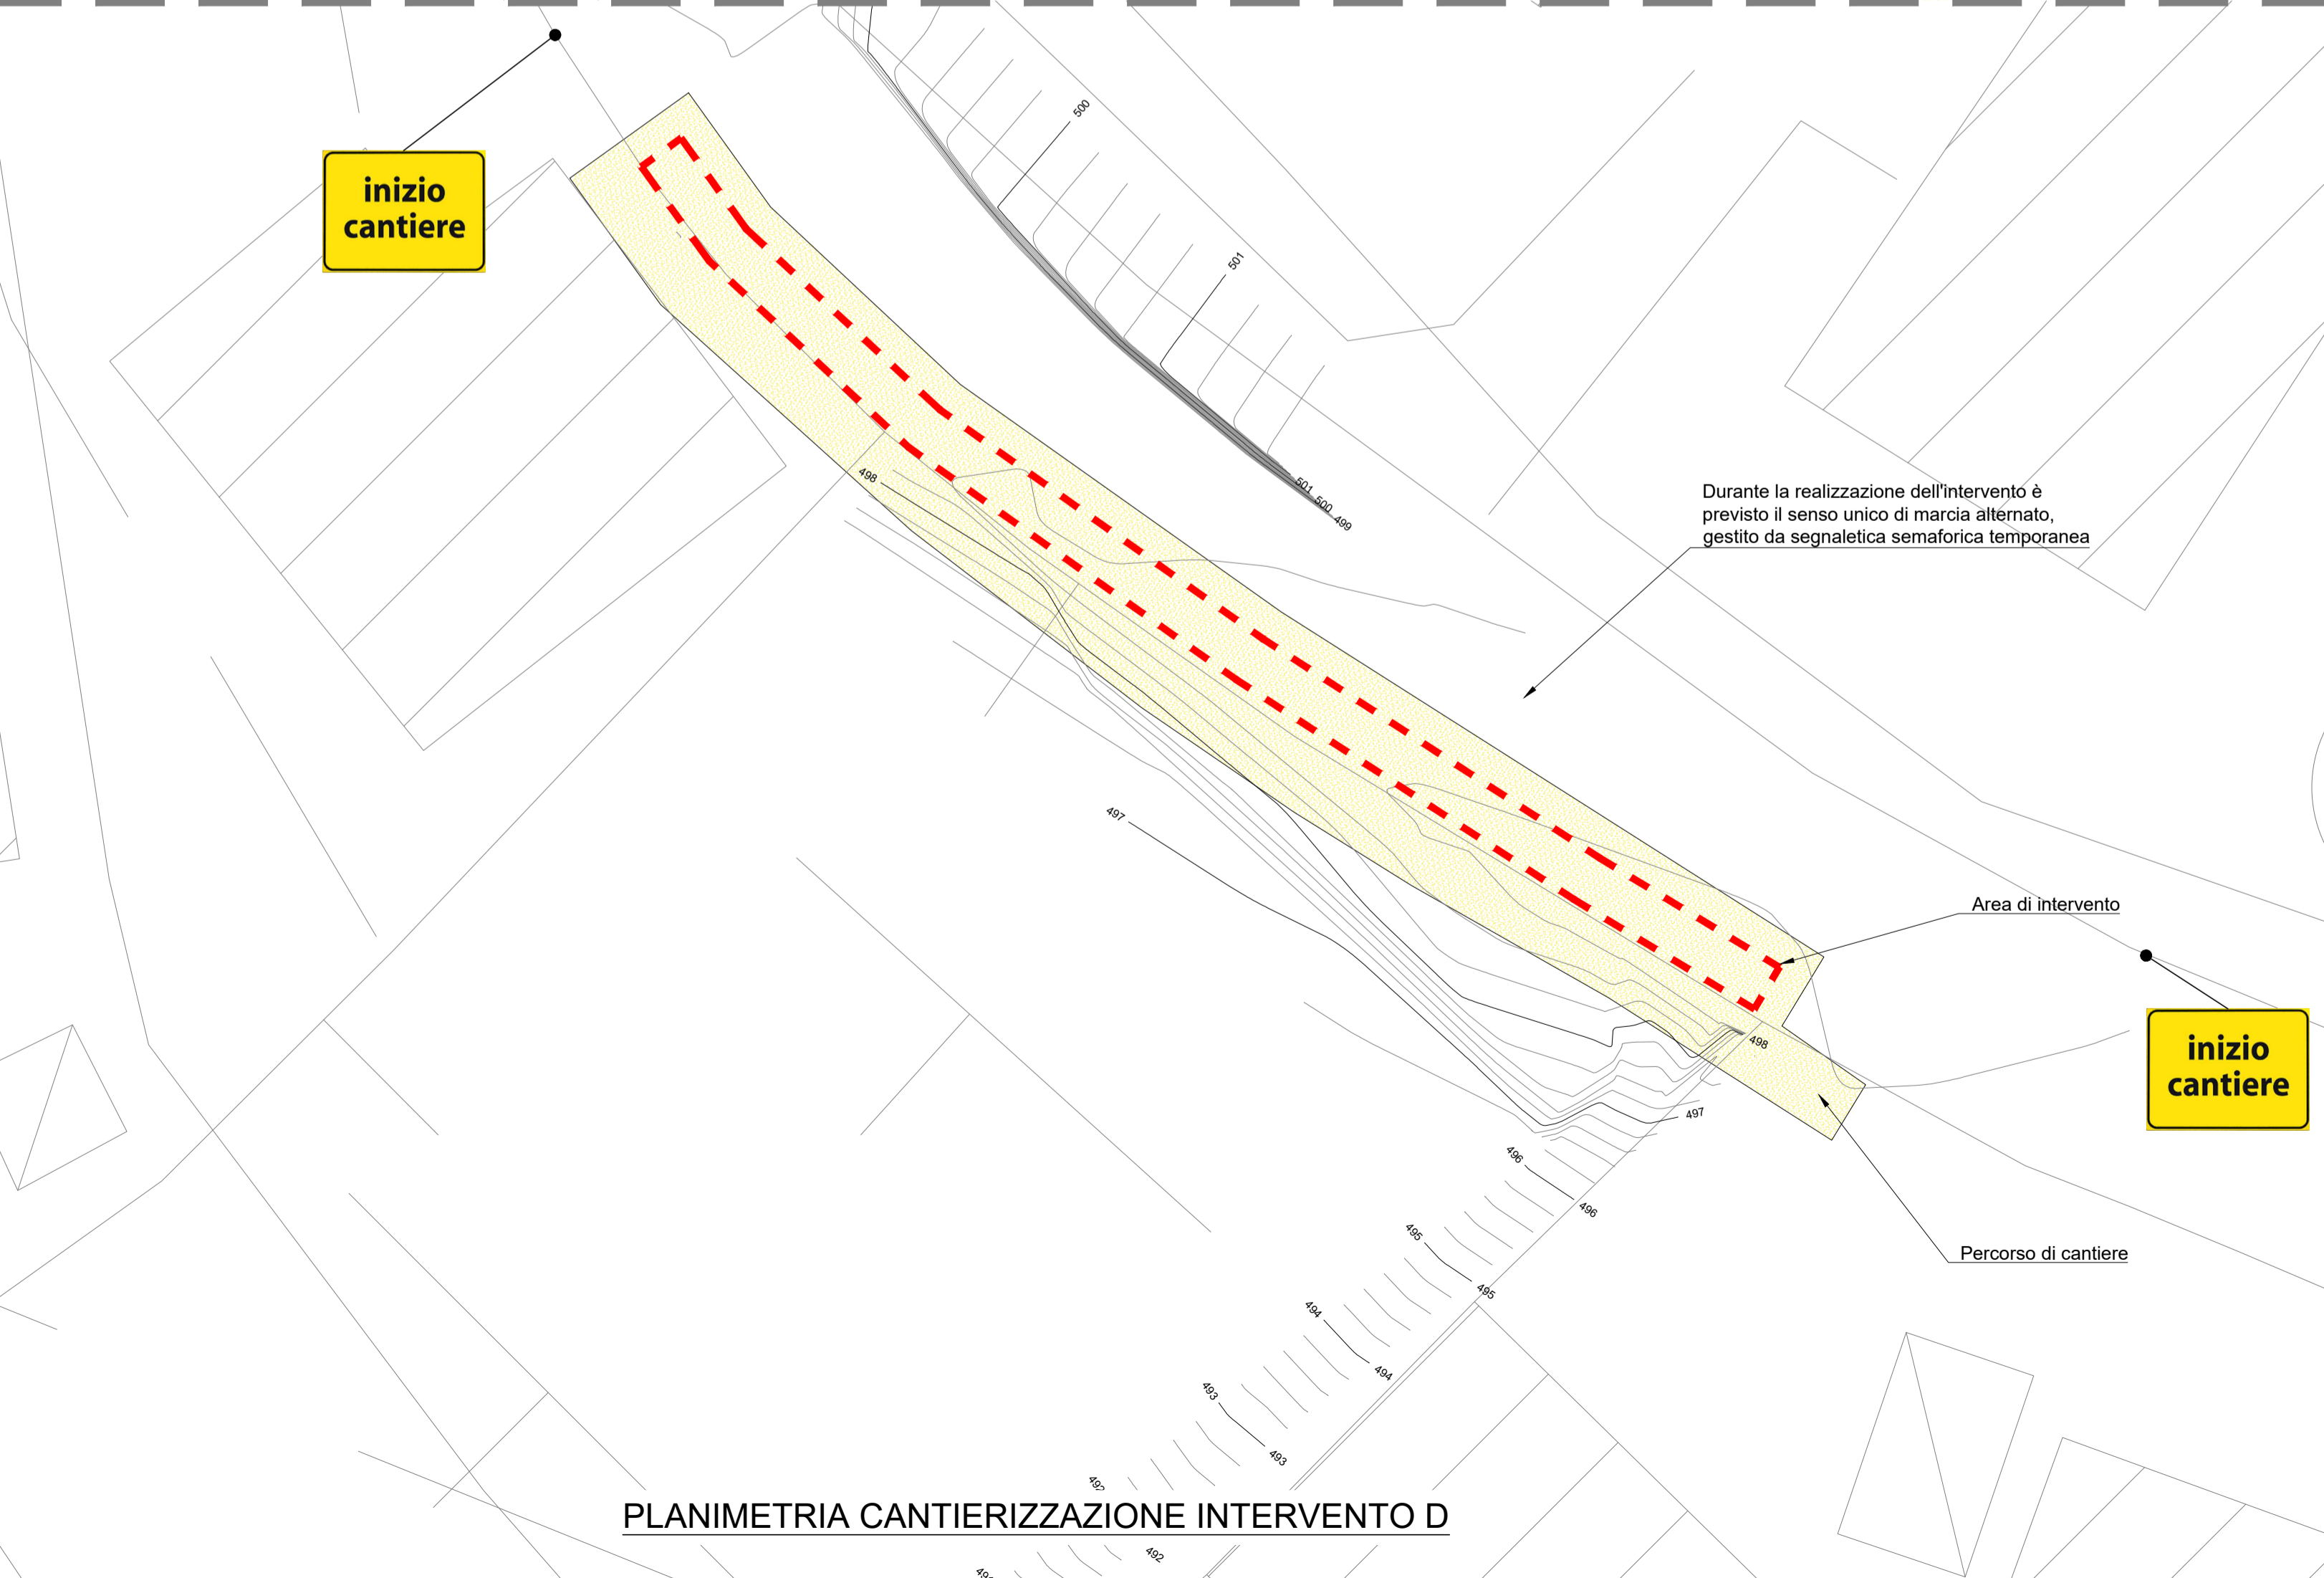 500
inizio
cantiere
501
498
501
500
499
Durante la realizzazione dell'intervento è
previsto il senso unico di marcia alternato,
gestito da segnaletica semaforica temporanea
497
Area di intervento
inizio
cantiere
498
497
496
496
Percorso di cantiere
495
495
494
494
493
493
492
PLANIMETRIA CANTIERIZZAZIONE INTERVENTO D
492